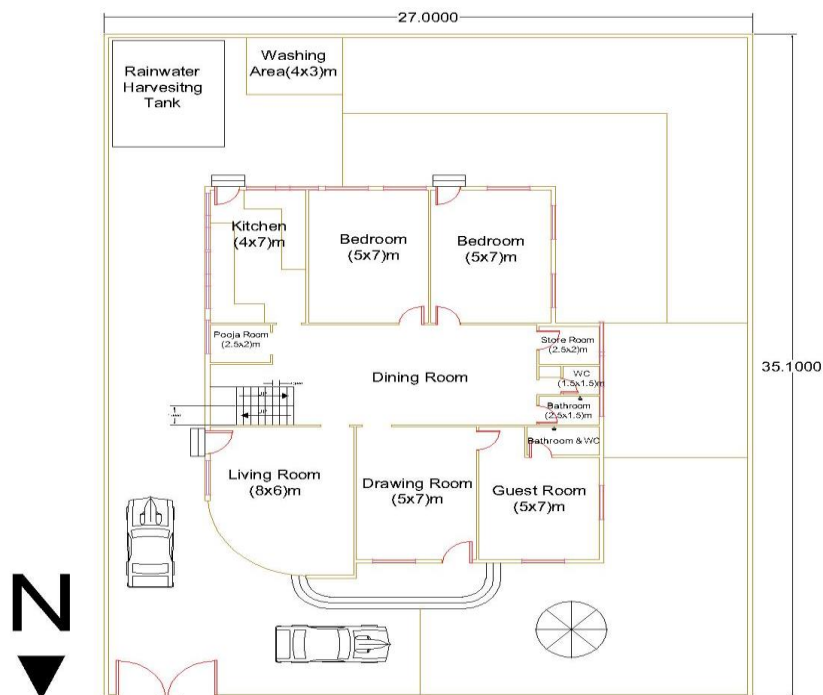 27.0000
Washing
Area(4x3)m
Rainwater
Harvesitng
Tank
Kitchen
(4x7)m
Bedroom
(5x7)m
Bedroom
(5x7)m
Pooja Room
(2.5x2)m
Store Room
(2.5x2)m
35.1000
Dining Room
WC
(1.5x1.5)m
Bathroom
(2.5x1.5)m
Bathroom & WC
Living Room
(8x6)m
Drawing Room
(5x7)m
Guest Room
(5x7)m
N